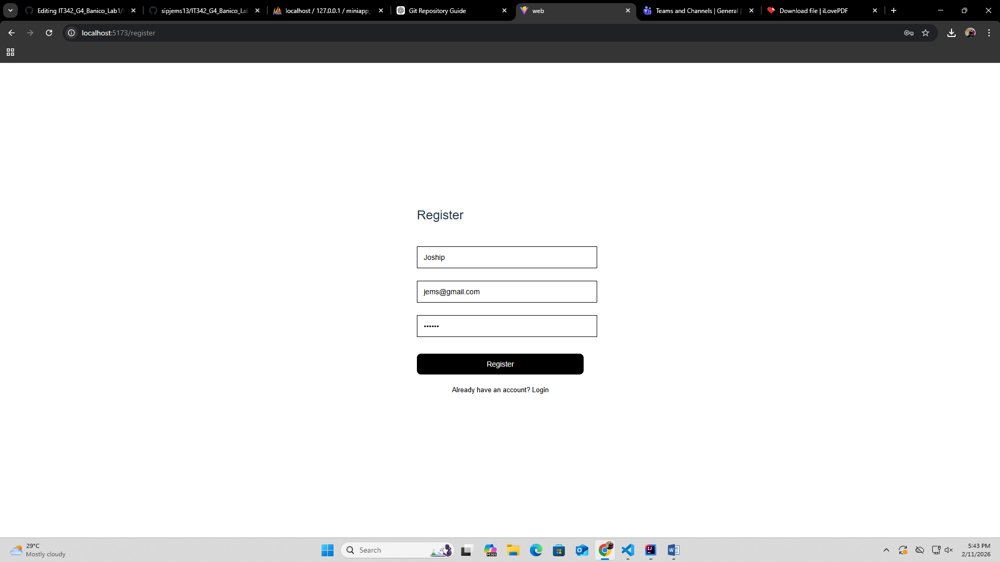 Editing IT342_G4_Banico_Lab1/
sipjems13/IT342_G4_Banico_La
localhost / 127.0.0.1 / miniapp_
Git Repository Guide
web
Teams and Channels | General |
Download file | iLovePDF
localhost:5173/register
Register
Joship
jems@gmail.com
••••••
Register
Already have an account? Login
29°C
Mostly cloudy
Search
M365
5:43 PM
2/11/2026